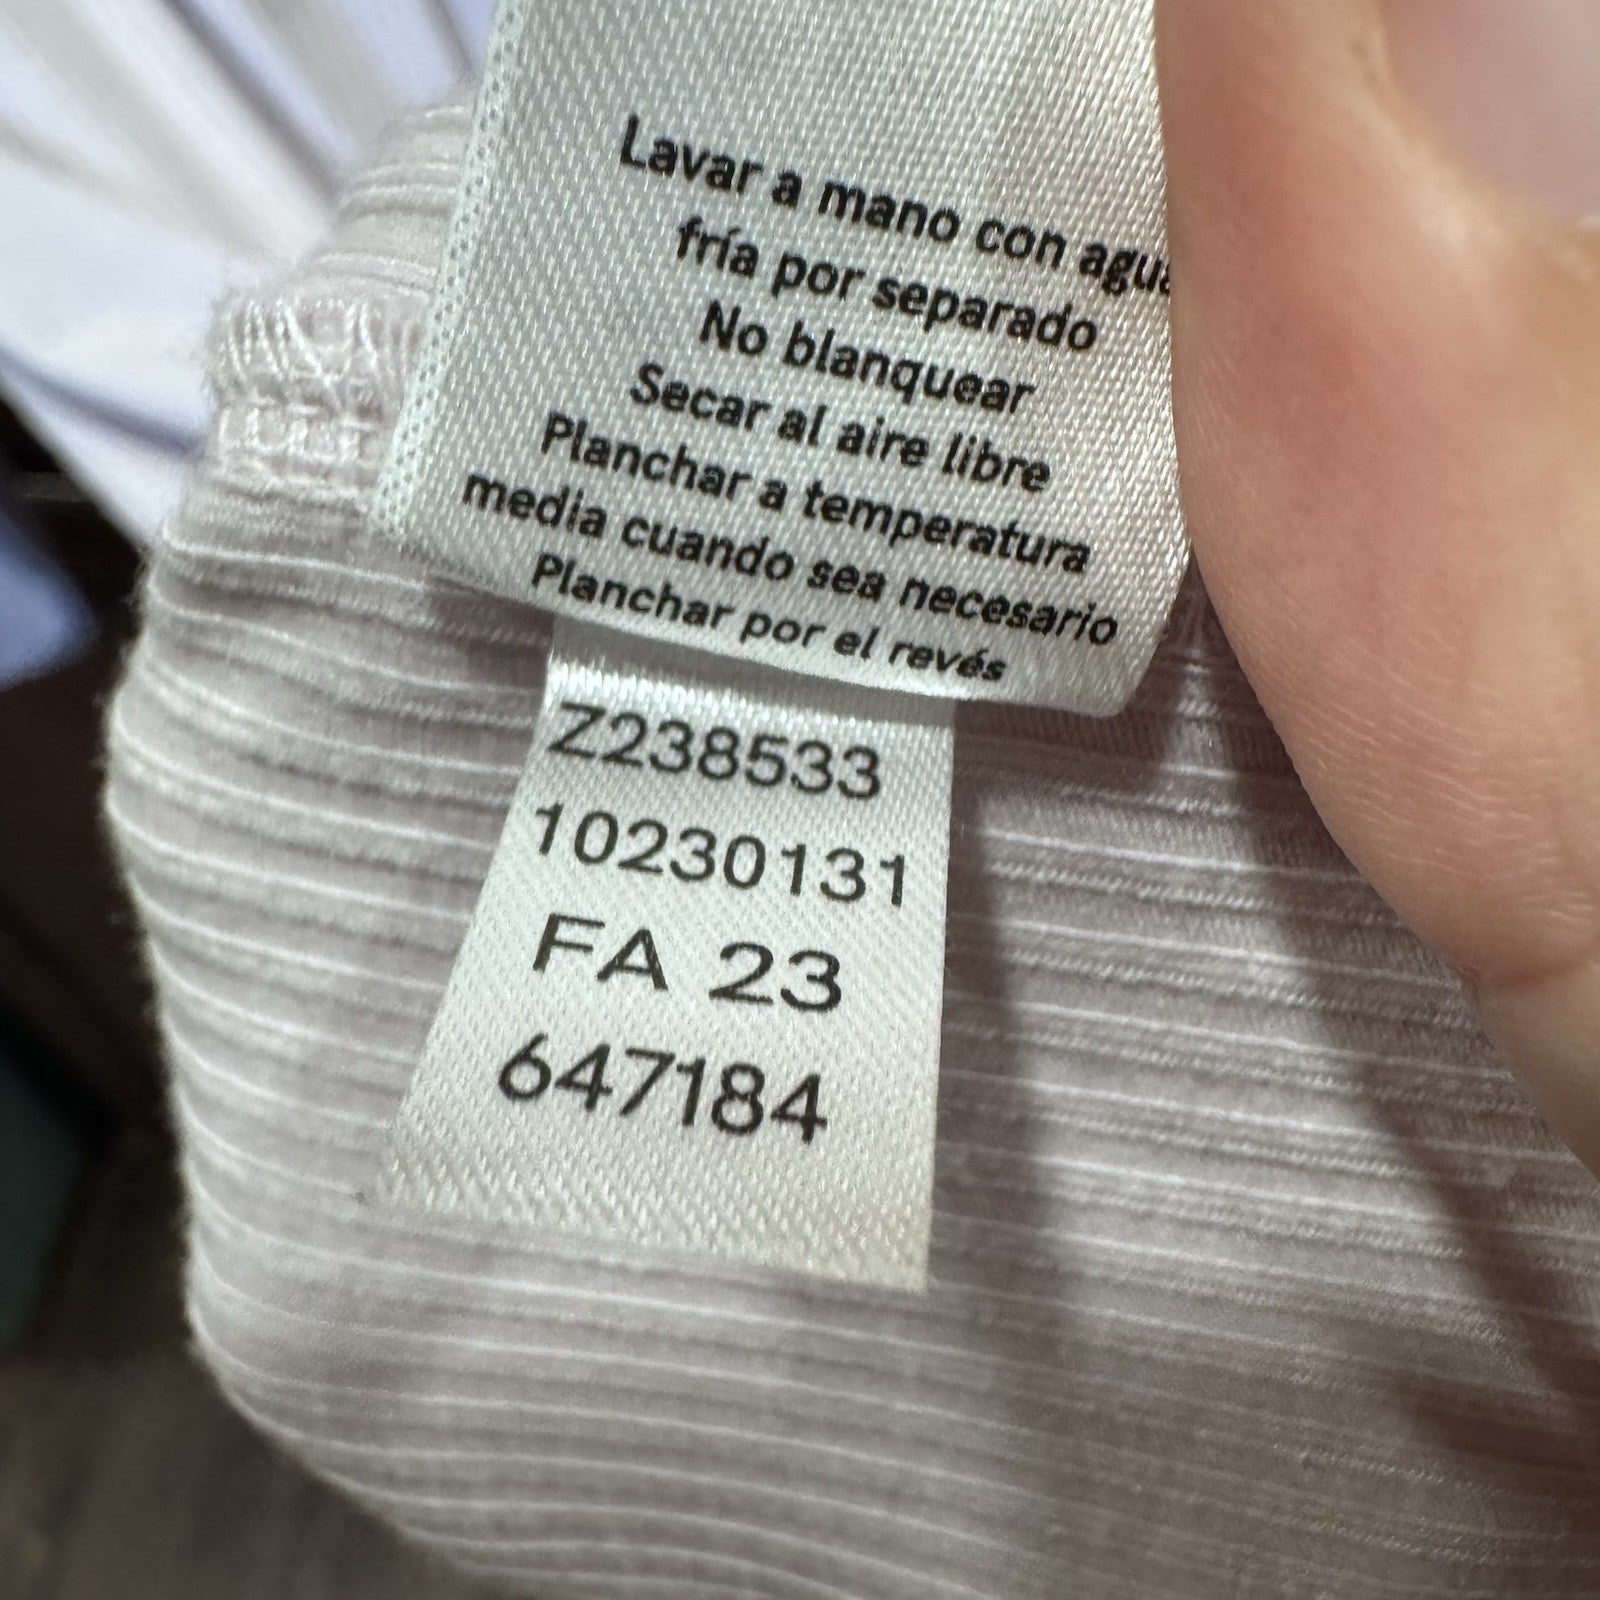 Lavar a mano con agua
fría por separado
No blanquear
Secar al aire libre
Planchar a temperatura
media cuando sea necesario
Planchar por el revés
Z238533
10230131
FA 23
647184